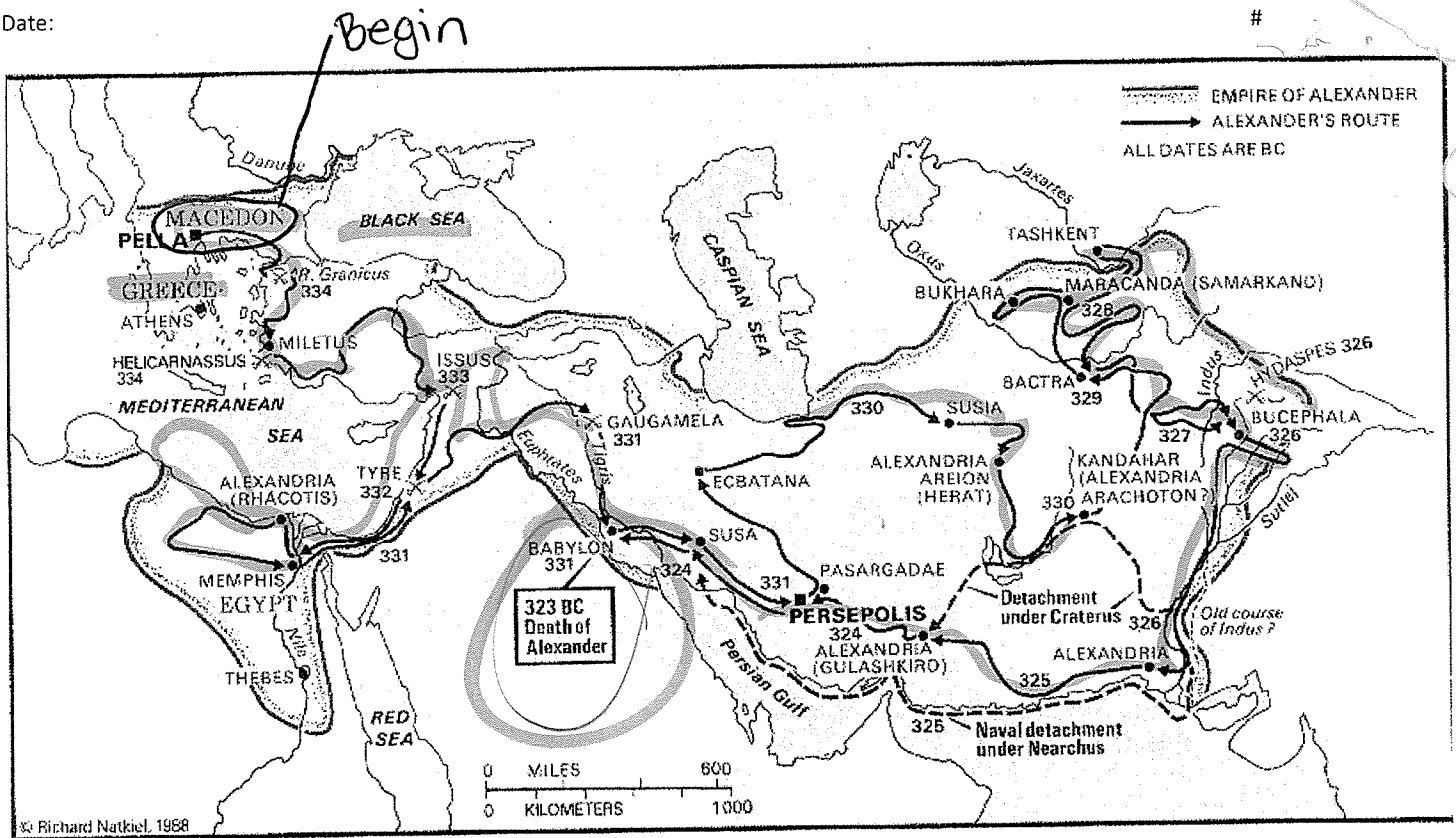 Date:
Begin
#
EMPIRE OF ALEXANDER
ALEXANDER'S ROUTE
ALL DATES ARE BC
Danube
MACEDON
PELLA
BLACK SEA
R. Granicus
334
GREECE
ATHENS
MILETUS
HELICARNASSUS
334
ISSUS
333
MEDITERRANEAN
SEA
CASPIAN
SEA
Jaxartes
Oxus
TASHKENT
BUKHARA
MARACANDA (SAMARKAND)
328
BACTRA
329
Indus
HYDASPES 326
BUCEPHALA
326
327
330
SUSIA
GAUGAMELA
331
Euphtates
Tigris
TYRE
332
ALEXANDRIA
(RHACOTIS)
331
MEMPHIS
EGYPT
Nile
THEBES
RED
SEA
ECBATANA
ALEXANDRIA
AREION
(HERAT)
KANDAHAR
(ALEXANDRIA
ARACHOTON ?)
330
Sutlej
BABYLON
331
SUSA
324
331
PASARGADAE
PERSEPOLIS
324
323 BC
Death of
Alexander
Detachment
under Craterus
326
Old course
of Indus ?
ALEXANDRIA
(GULASHKIRD)
ALEXANDRIA
325
Persian Gulf
325
Naval detachment
under Nearchus
0 MILES 600
0 KILOMETERS 1000
© Richard Natkiel, 1988